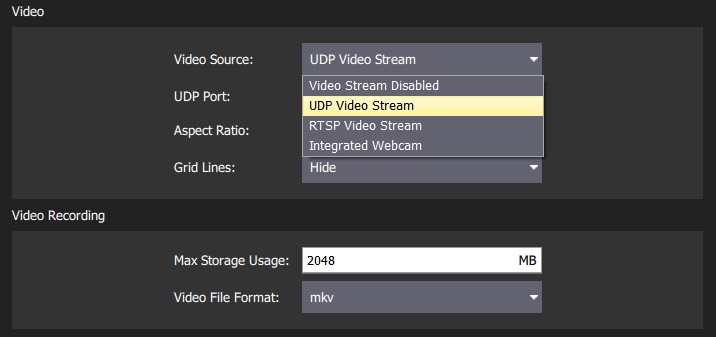 Video
Video Source: UDP Video Stream
Video Stream Disabled
UDP Port:
UDP Video Stream
RTSP Video Stream
Aspect Ratio:
Integrated Webcam
Grid Lines: Hide
Video Recording
Max Storage Usage: 2048 MB
Video File Format: mkv